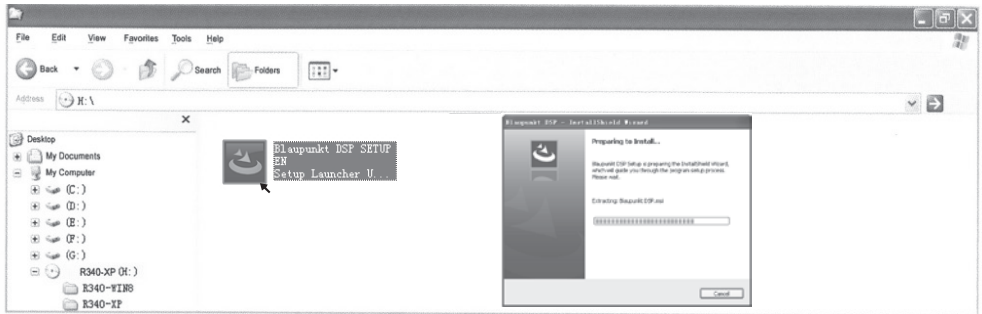 File Edit View Favorites Tools Help
Back Search Folders
Address H:\
Desktop
My Documents
My Computer
(C:)
(D:)
(E:)
(F:)
(G:)
R340-XP (H:)
R340-WIN8
R340-XP
Blaupunkt DSP SETUP
EN
Setup Launcher U...
Blaupunkt DSP - InstallShield Wizard
Preparing to Install...
Blaupunkt DSP Setup is preparing the InstallShield Wizard,
which will guide you through the program setup process.
Please wait.
Extracting: Blaupunkt DSP.msi
Cancel